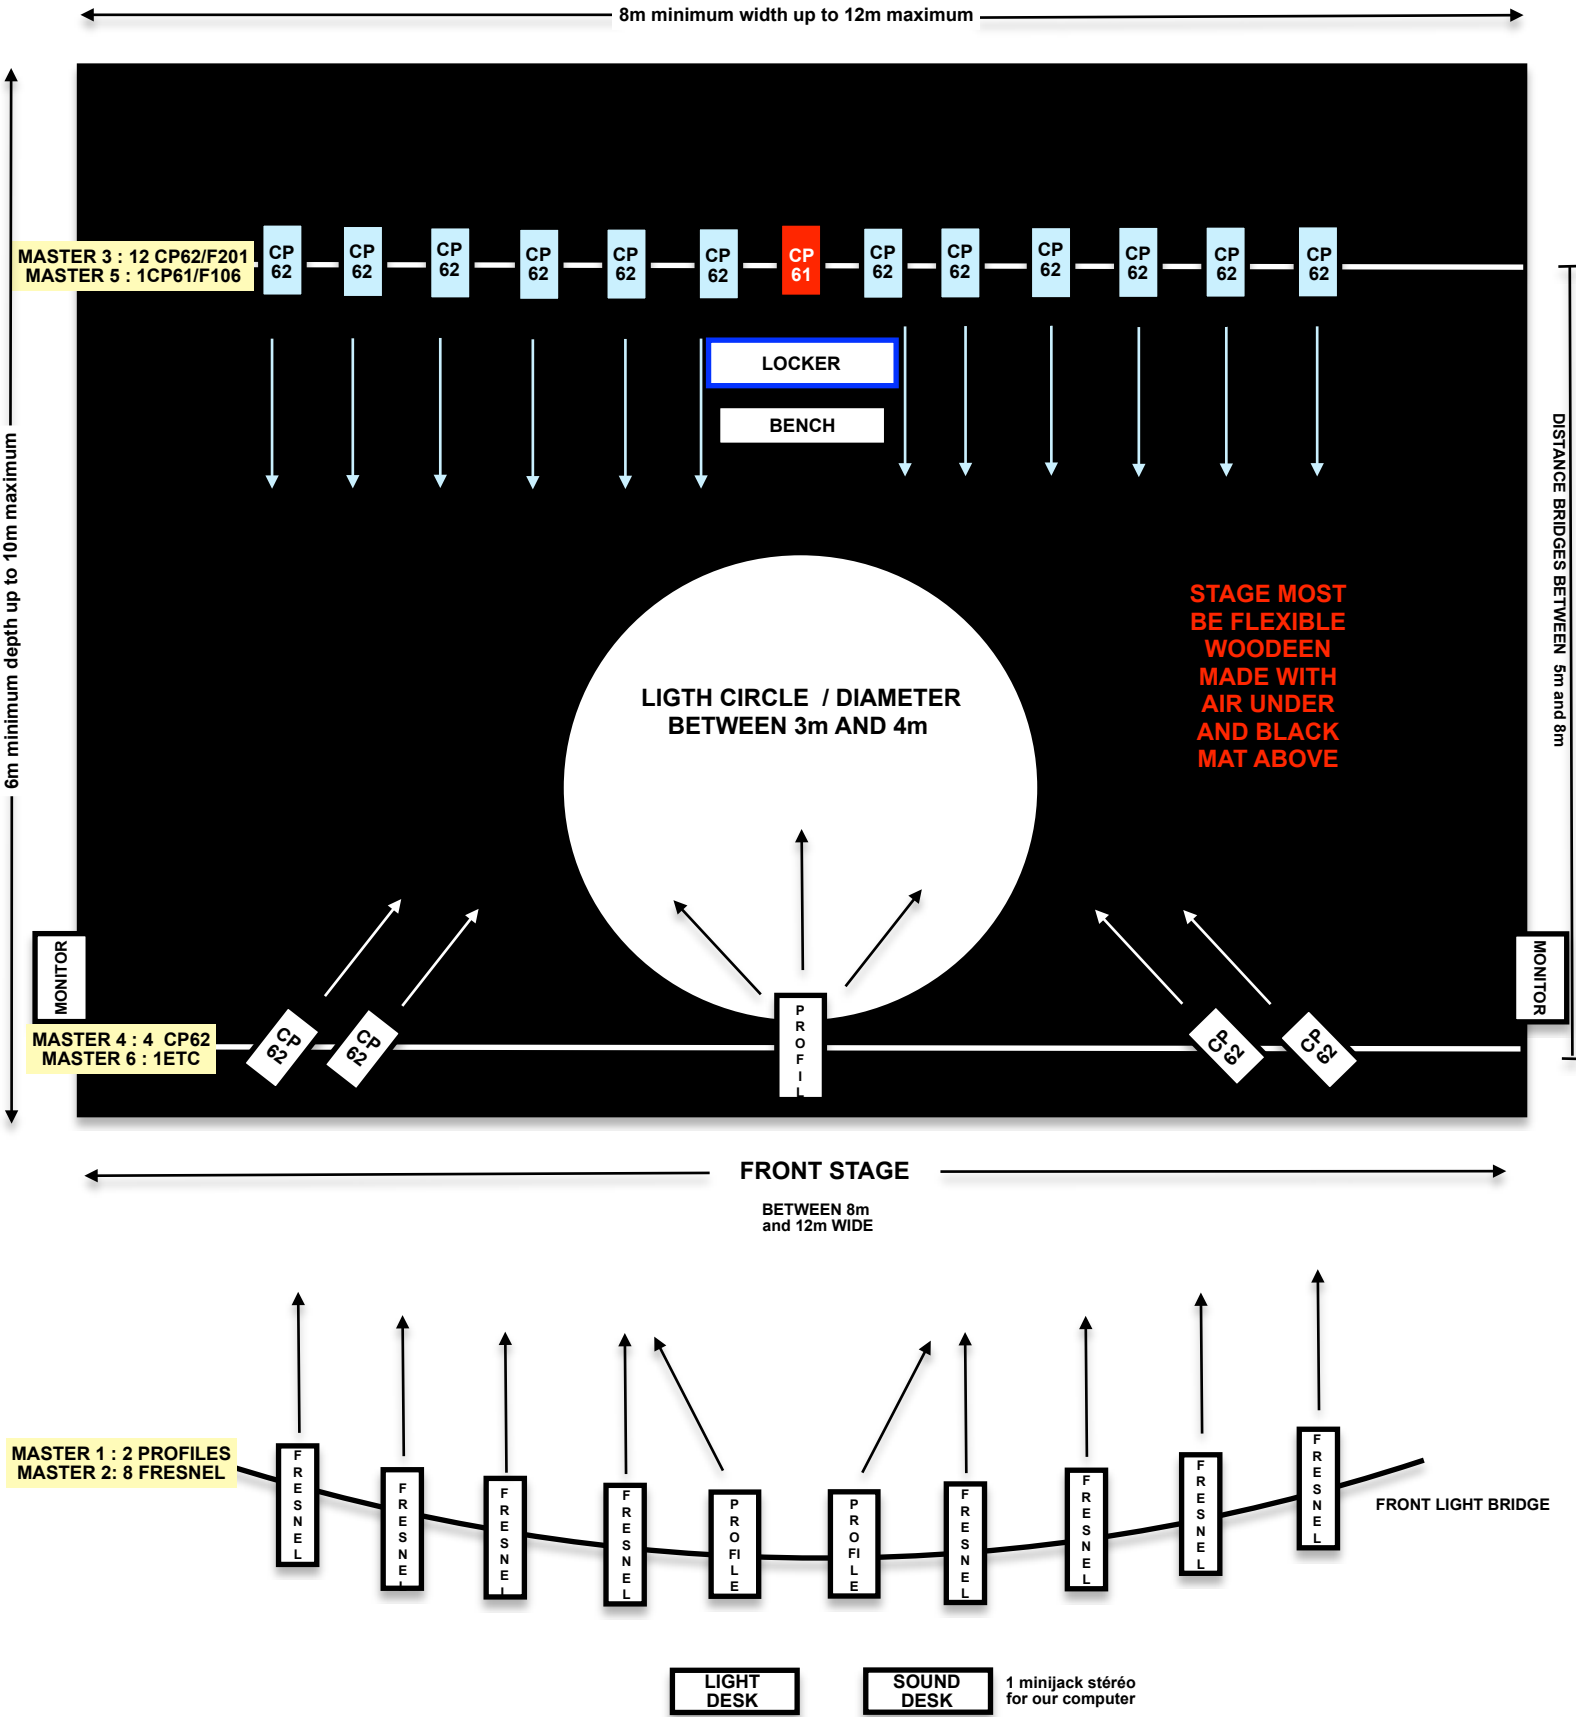 8m minimum width up to 12m maximum
6m minimum depth up to 10m maximum
MASTER 3 : 12 CP62/F201
MASTER 5 : 1CP61/F106
CP
62
CP
62
CP
62
CP
62
CP
62
CP
62
CP
61
CP
62
CP
62
CP
62
CP
62
CP
62
CP
62
LOCKER
BENCH
DISTANCE BRIDGES BETWEEN 5m and 8m
STAGE MOST
BE FLEXIBLE
WOODEEN
MADE WITH
AIR UNDER
AND BLACK
MAT ABOVE
LIGTH CIRCLE / DIAMETER
BETWEEN 3m AND 4m
MONITOR
MONITOR
MASTER 4 : 4 CP62
MASTER 6 : 1ETC
CP
62
CP
62
PROFIL
CP
62
CP
62
FRONT STAGE
BETWEEN 8m
and 12m WIDE
MASTER 1 : 2 PROFILES
MASTER 2: 8 FRESNEL
FRESNEL
FRESNEL
FRESNEL
FRESNEL
PROFILE
PROFILE
FRESNEL
FRESNEL
FRESNEL
FRESNEL
FRONT LIGHT BRIDGE
LIGHT
DESK
SOUND
DESK
1 minijack stéréo
for our computer